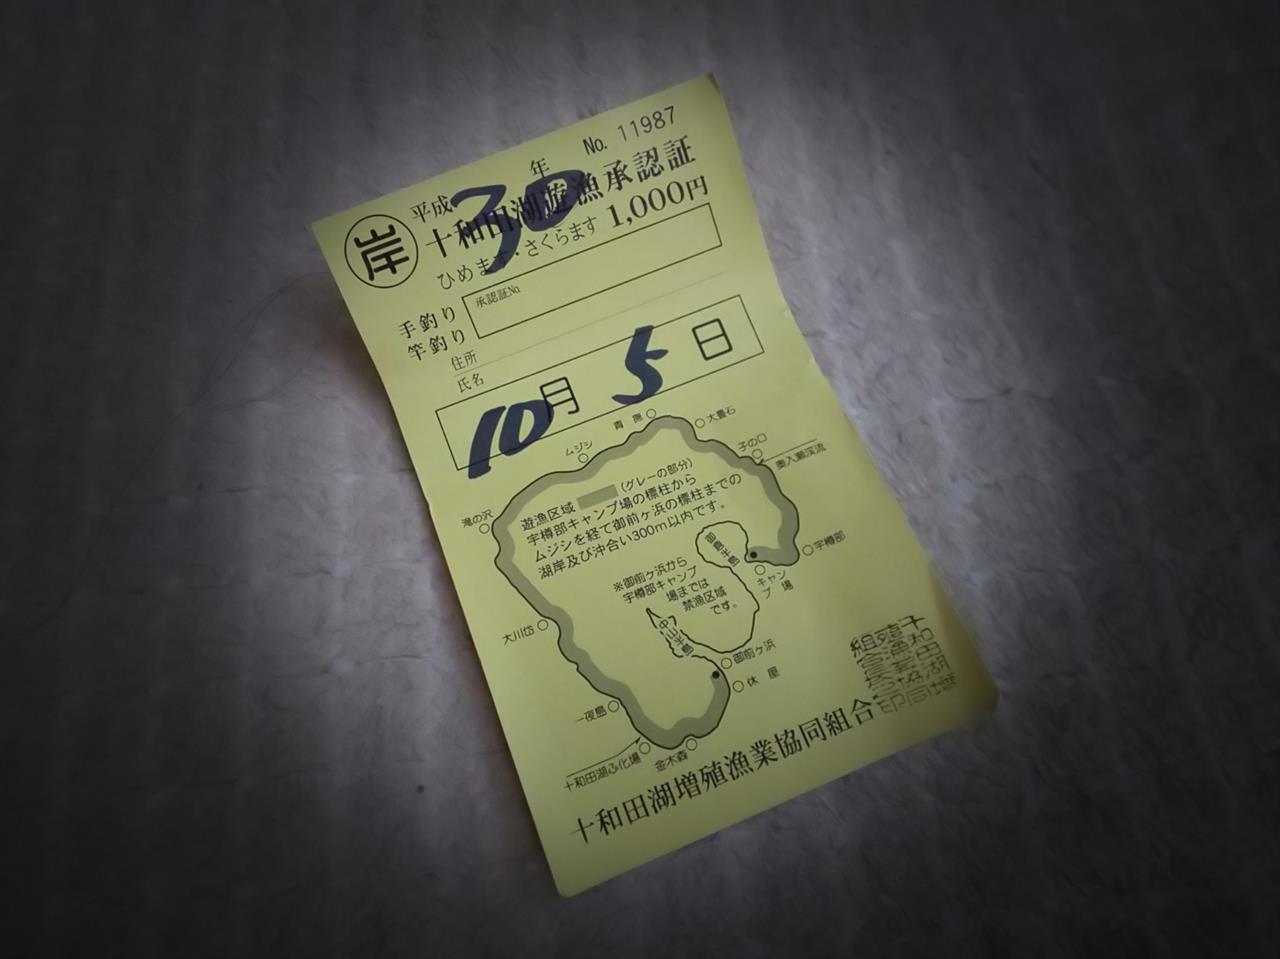 No. 11987
平成30年
岸
十和田湖遊漁承認証
ひめます・さくらます 1,000円
手釣り
竿釣り
承認証No.
住所
氏名
10月5日
青撫
大畳石
ムジシ
子の口
奥入瀬渓流
滝の沢
遊漁区域 (グレーの部分)
宇樽部キャンプ場の標柱から
ムジシを経て御前ヶ浜の標柱までの
湖岸及び沖合い300m以内です。
御倉半島
宇樽部
キャンプ場
※御前ヶ浜から
宇樽部キャンプ
場までは
禁漁区域
です。
中山半島
大川岱
御前ヶ浜
休屋
一夜島
十和田湖ふ化場
金木森
十和田湖増殖漁業協同組合
十和田湖増
殖漁業協同